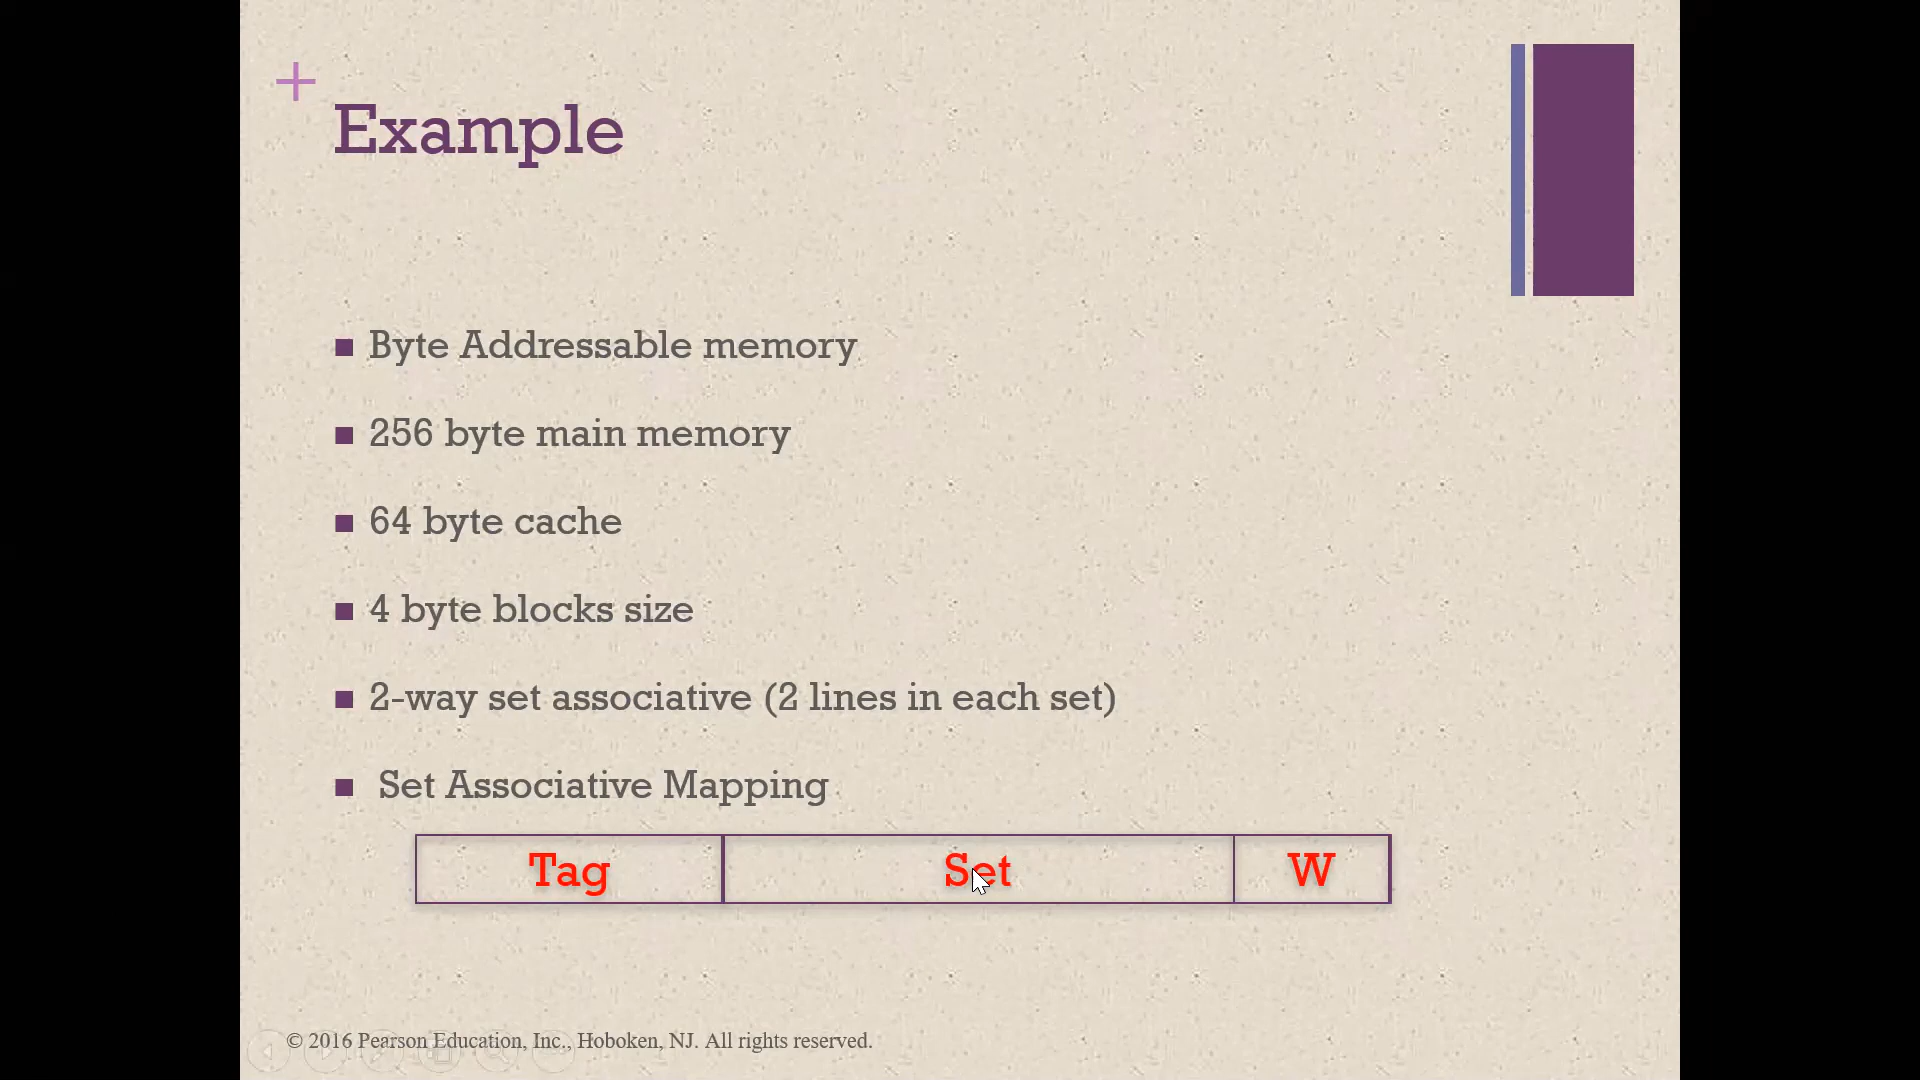 +
Example
Byte Addressable memory
256 byte main memory
64 byte cache
4 byte blocks size
2-way set associative (2 lines in each set)
Set Associative Mapping
Tag Set W
© 2016 Pearson Education, Inc., Hoboken, NJ. All rights reserved.